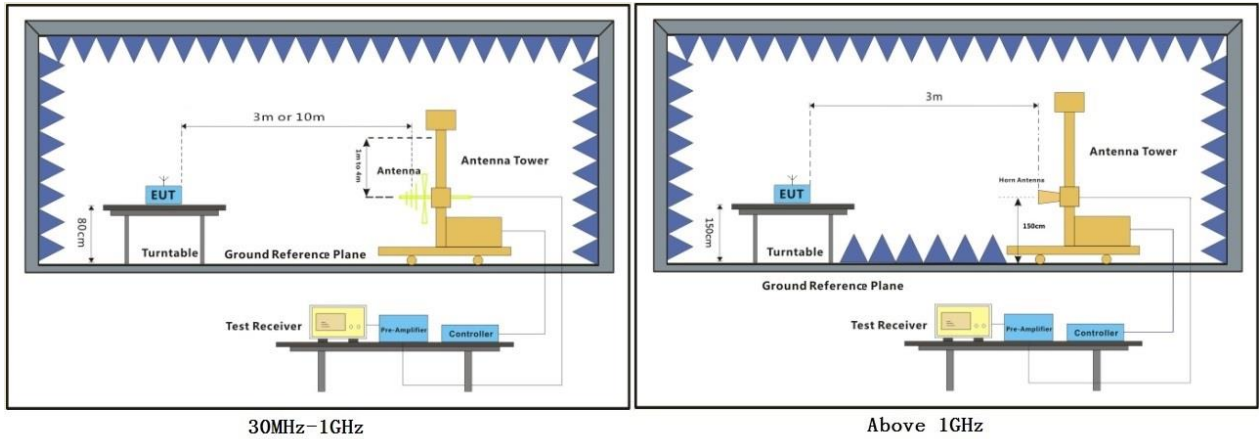 3m or 10m
1m to 4m
Antenna
Antenna Tower
EUT
80cm
Turntable
Ground Reference Plane
Test Receiver
Pre-Amplifier
Controller
30MHz-1GHz
3m
Antenna Tower
Horn Antenna
EUT
150cm
150cm
Turntable
Ground Reference Plane
Test Receiver
Pre-Amplifier
Controller
Above 1GHz